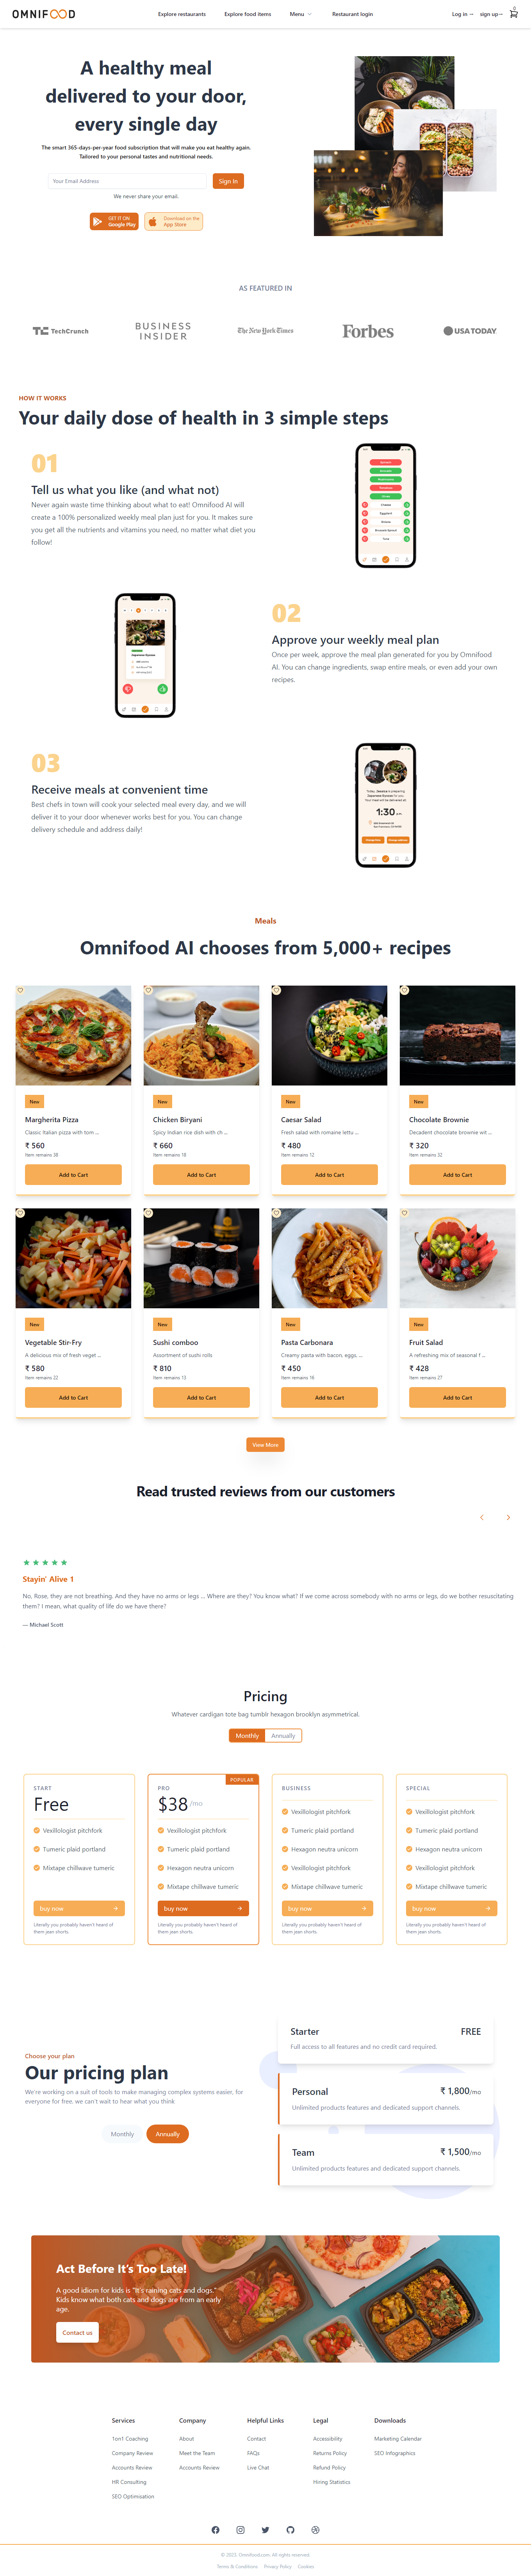 OMNIFOOD
Explore restaurants
Explore food items
Menu
Restaurant login
Log in →
sign up→
0
A healthy meal
delivered to your door,
every single day
The smart 365-days-per-year food subscription that will make you eat healthy again.
Tailored to your personal tastes and nutritional needs.
Your Email Address
Sign In
We never share your email.
GET IT ON
Google Play
Download on the
App Store
AS FEATURED IN
TechCrunch
BUSINESS
INSIDER
The New York Times
Forbes
USA TODAY
HOW IT WORKS
Your daily dose of health in 3 simple steps
01
Tell us what you like (and what not)
Never again waste time thinking about what to eat! Omnifood AI will
create a 100% personalized weekly meal plan just for you. It makes sure
you get all the nutrients and vitamins you need, no matter what diet you
follow!
02
Approve your weekly meal plan
Once per week, approve the meal plan generated for you by Omnifood
AI. You can change ingredients, swap entire meals, or even add your own
recipes.
03
Receive meals at convenient time
Best chefs in town will cook your selected meal every day, and we will
deliver it to your door whenever works best for you. You can change
delivery schedule and address daily!
1:30
Meals
Omnifood AI chooses from 5,000+ recipes
New
Margherita Pizza
Classic Italian pizza with tom ...
₹ 560
Item remains 38
Add to Cart
New
Chicken Biryani
Spicy Indian rice dish with ch ...
₹ 660
Item remains 18
Add to Cart
New
Caesar Salad
Fresh salad with romaine lettu ...
₹ 480
Item remains 12
Add to Cart
New
Chocolate Brownie
Decadent chocolate brownie wit ...
₹ 320
Item remains 32
Add to Cart
New
Vegetable Stir-Fry
A delicious mix of fresh veget ...
₹ 580
Item remains 22
Add to Cart
New
Sushi comboo
Assortment of sushi rolls
₹ 810
Item remains 13
Add to Cart
New
Pasta Carbonara
Creamy pasta with bacon, eggs, ...
₹ 450
Item remains 16
Add to Cart
New
Fruit Salad
A refreshing mix of seasonal f ...
₹ 428
Item remains 27
Add to Cart
View More
Read trusted reviews from our customers
Stayin' Alive 1
No, Rose, they are not breathing. And they have no arms or legs … Where are they? You know what? If we come across somebody with no arms or legs, do we bother resuscitating
them? I mean, what quality of life do we have there?
— Michael Scott
Pricing
Whatever cardigan tote bag tumblr hexagon brooklyn asymmetrical.
Monthly
Annually
START
Free
Vexillologist pitchfork
Tumeric plaid portland
Mixtape chillwave tumeric
buy now
Literally you probably haven't heard of
them jean shorts.
POPULAR
PRO
$38 /mo
Vexillologist pitchfork
Tumeric plaid portland
Hexagon neutra unicorn
Mixtape chillwave tumeric
buy now
Literally you probably haven't heard of
them jean shorts.
BUSINESS
Vexillologist pitchfork
Tumeric plaid portland
Hexagon neutra unicorn
Vexillologist pitchfork
Mixtape chillwave tumeric
buy now
Literally you probably haven't heard of
them jean shorts.
SPECIAL
Vexillologist pitchfork
Tumeric plaid portland
Hexagon neutra unicorn
Vexillologist pitchfork
Mixtape chillwave tumeric
buy now
Literally you probably haven't heard of
them jean shorts.
Choose your plan
Our pricing plan
We're working on a suit of tools to make managing complex systems easier, for
everyone for free. we can't wait to hear what you think
Monthly
Annually
Starter
FREE
Full access to all features and no credit card required.
Personal
₹ 1,800/mo
Unlimited products features and dedicated support channels.
Team
₹ 1,500/mo
Unlimited products features and dedicated support channels.
Act Before It's Too Late!
A good idiom for kids is "It's raining cats and dogs."
Kids know what both cats and dogs are from an early
age.
Contact us
Services
1on1 Coaching
Company Review
Accounts Review
HR Consulting
SEO Optimisation
Company
About
Meet the Team
Accounts Review
Helpful Links
Contact
FAQs
Live Chat
Legal
Accessibility
Returns Policy
Refund Policy
Hiring Statistics
Downloads
Marketing Calendar
SEO Infographics
© 2023. Omnifood.com. All rights reserved.
Terms & Conditions
Privacy Policy
Cookies